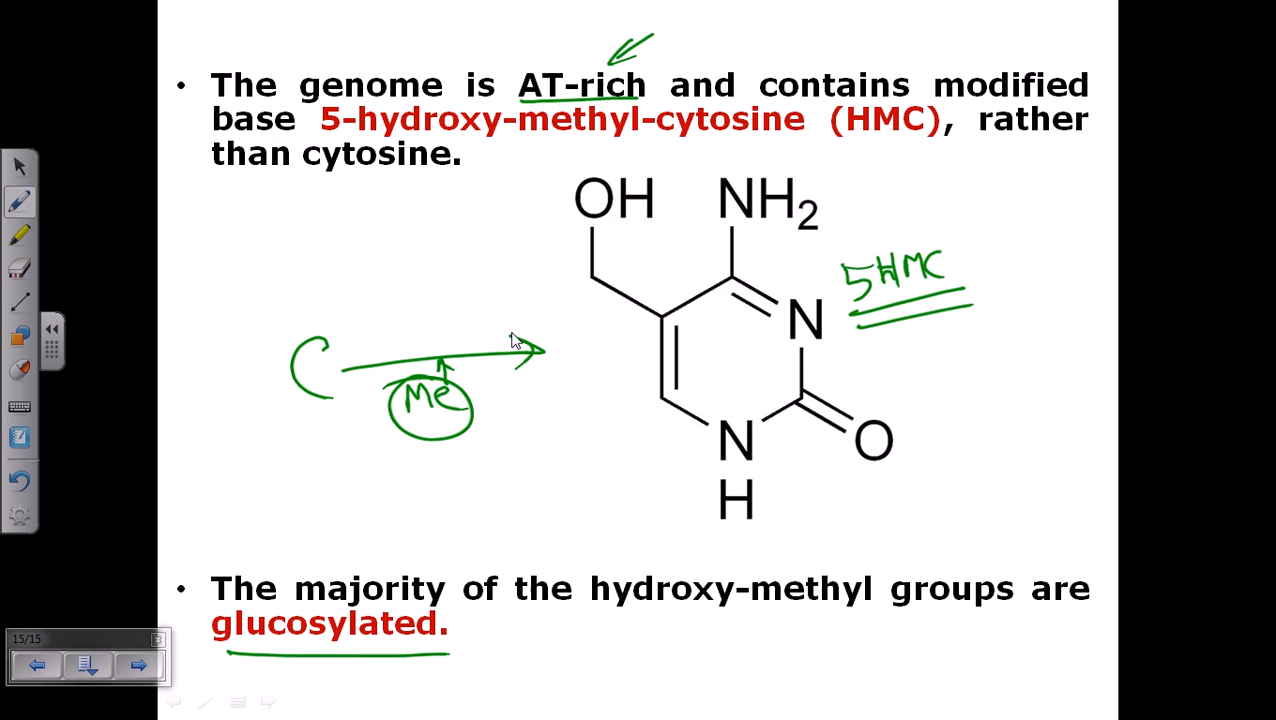 • The genome is AT-rich and contains modified
base 5-hydroxy-methyl-cytosine (HMC), rather
than cytosine.
OH NH2
5HMC
N
C
Me
N
H
O
• The majority of the hydroxy-methyl groups are
glucosylated.
15/15